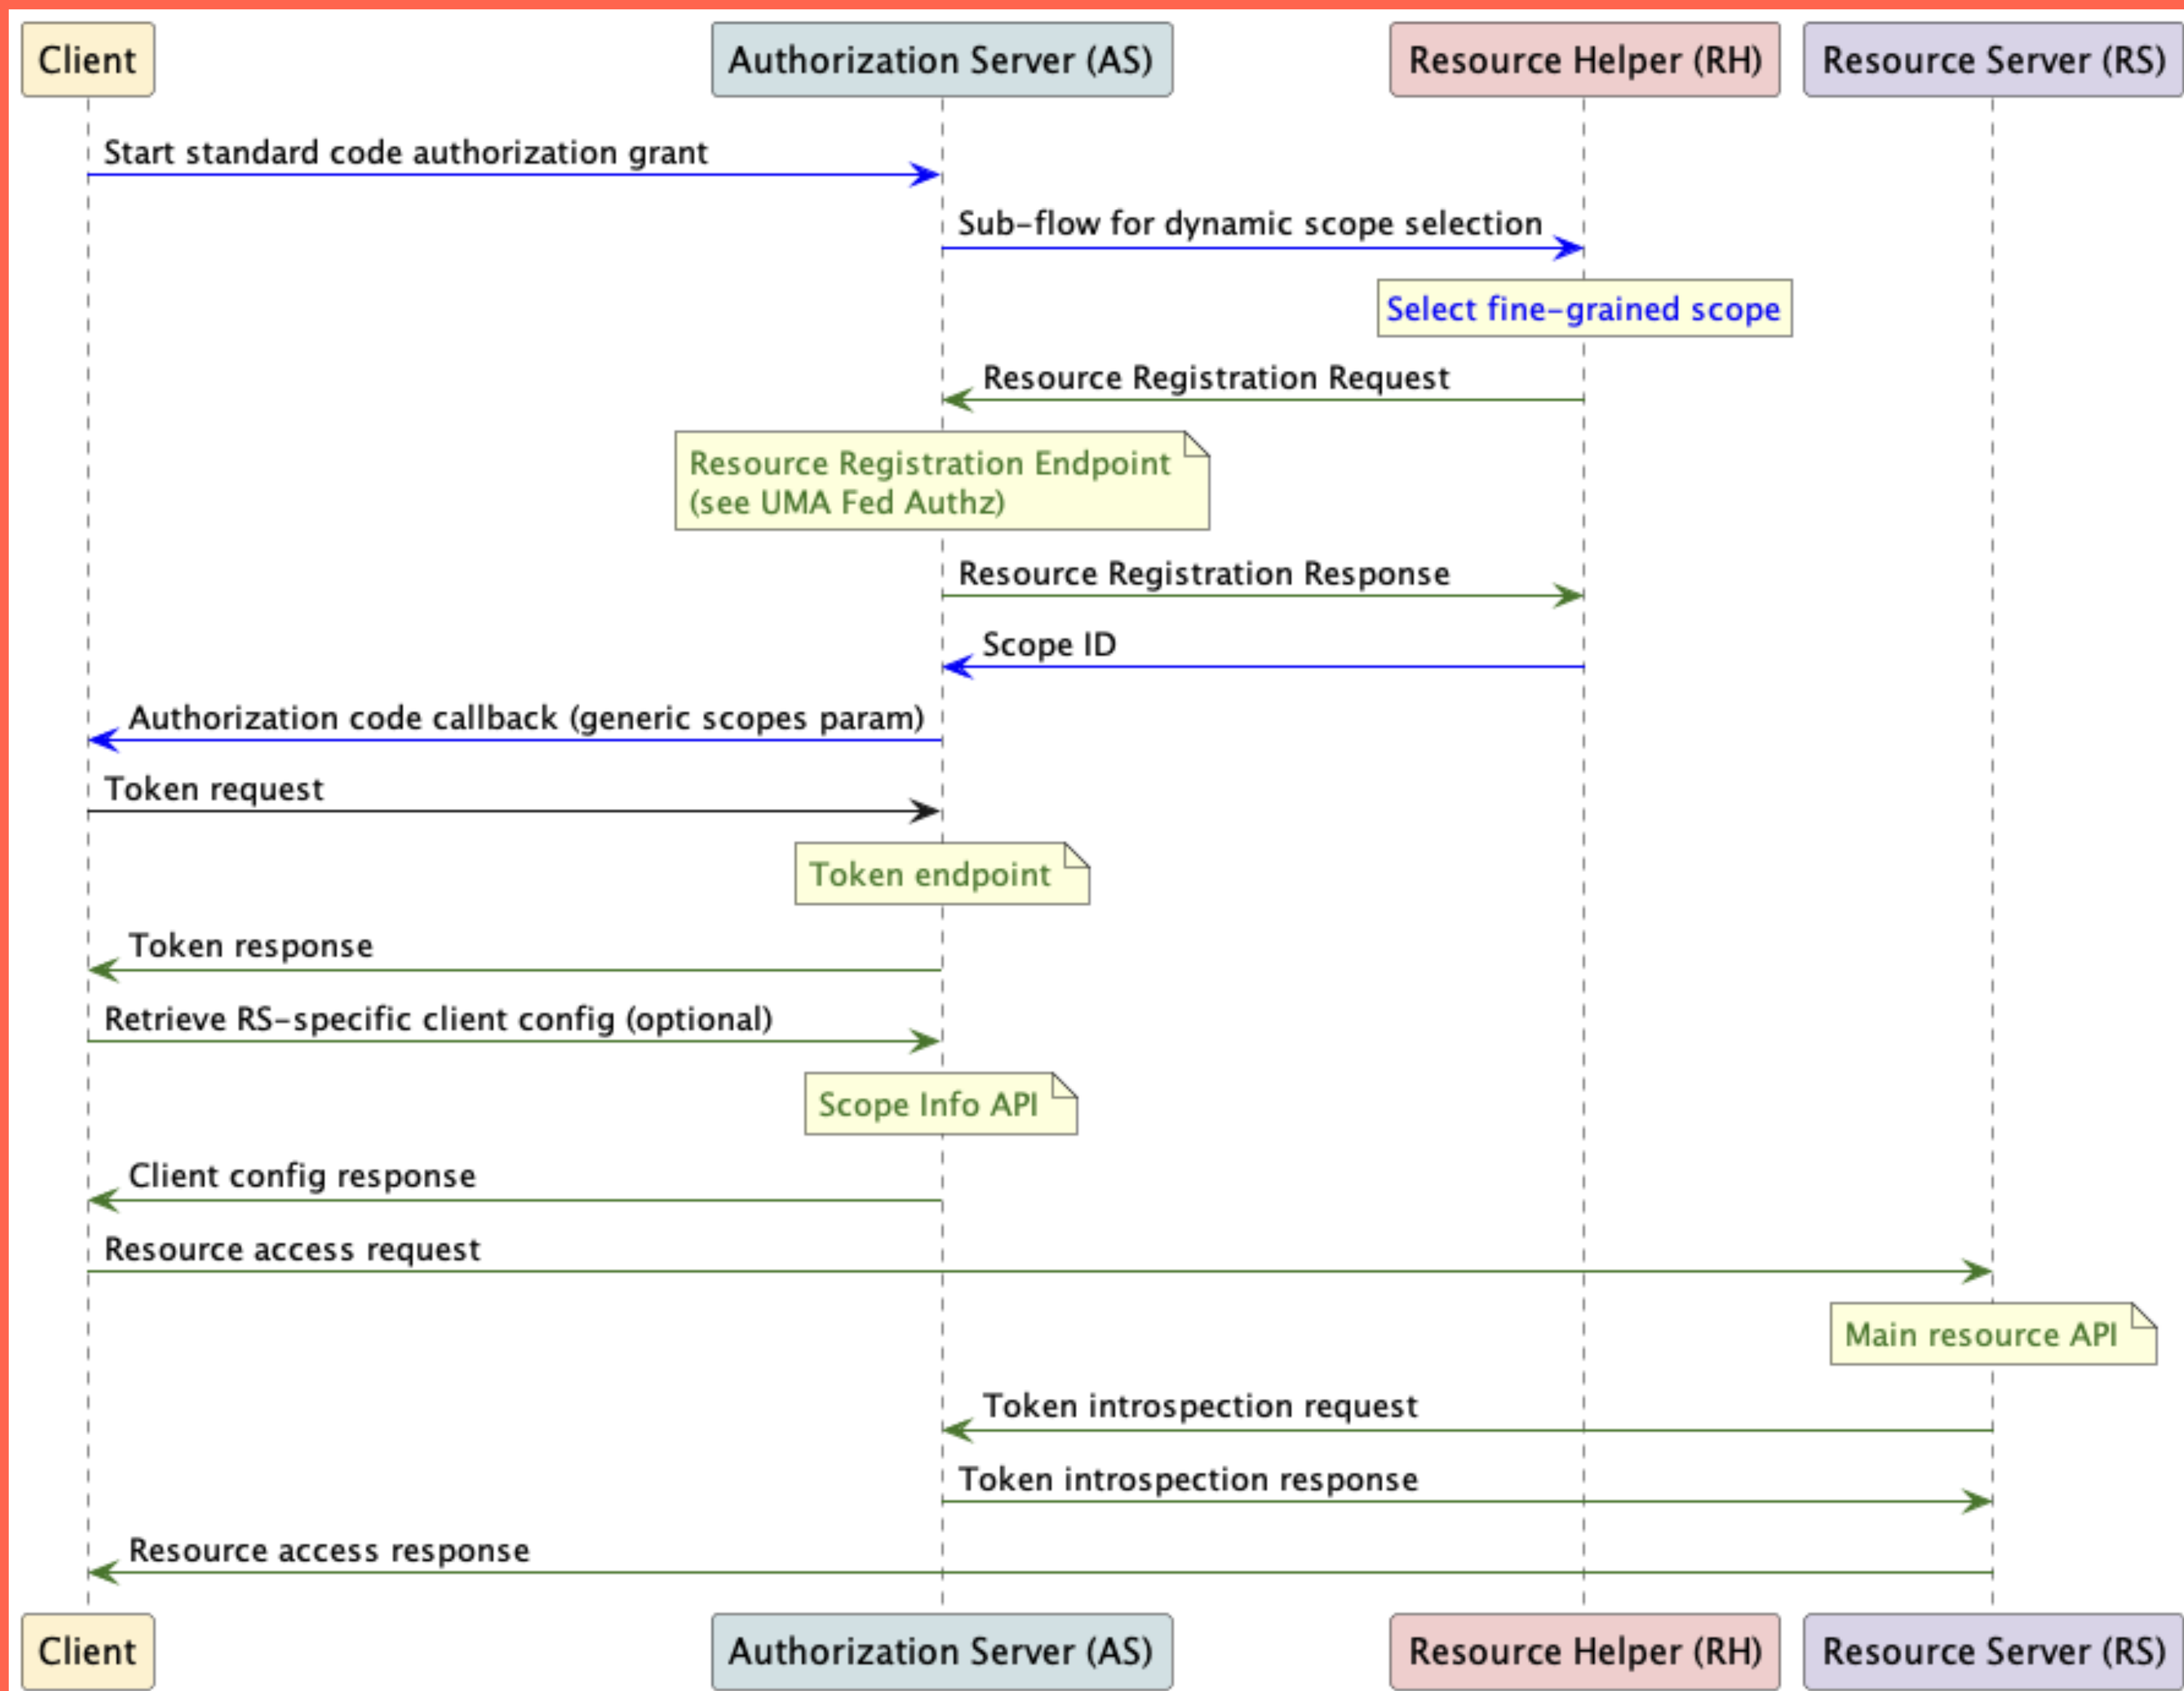 Client
Authorization Server (AS)
Resource Helper (RH)
Resource Server (RS)
Start standard code authorization grant
Sub-flow for dynamic scope selection
Select fine-grained scope
Resource Registration Request
Resource Registration Endpoint
(see UMA Fed Authz)
Resource Registration Response
Scope ID
Authorization code callback (generic scopes param)
Token request
Token endpoint
Token response
Retrieve RS-specific client config (optional)
Scope Info API
Client config response
Resource access request
Main resource API
Token introspection request
Token introspection response
Resource access response
Client
Authorization Server (AS)
Resource Helper (RH)
Resource Server (RS)